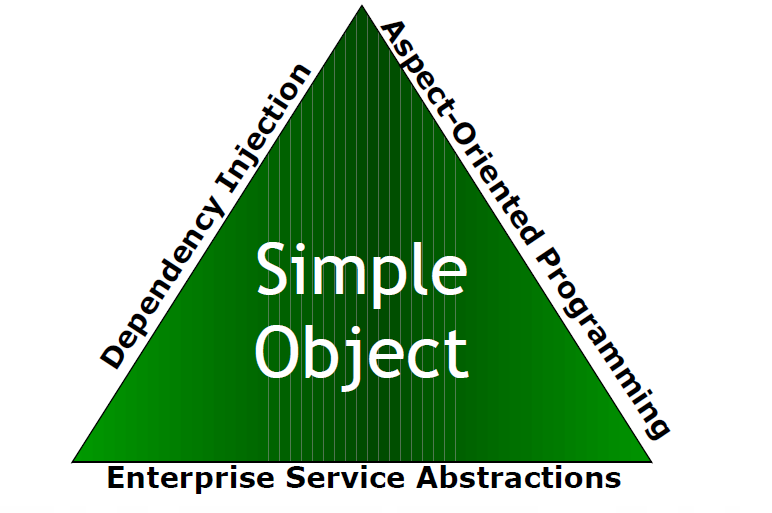 Dependency Injection
Aspect-Oriented Programming
Simple
Object
Enterprise Service Abstractions